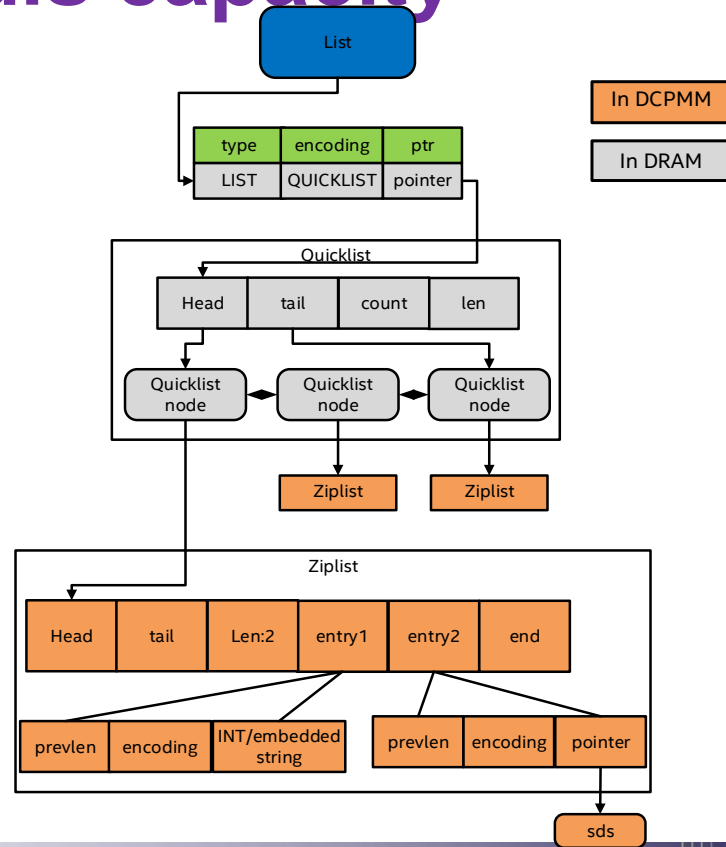 List
In DCPMM
In DRAM
type encoding ptr
LIST QUICKLIST pointer
Quicklist
Head tail count len
Quicklist
node
Quicklist
node
Quicklist
node
Ziplist
Ziplist
Ziplist
Head tail Len:2 entry1 entry2 end
prevlen encoding INT/embedded
string
prevlen encoding pointer
sds